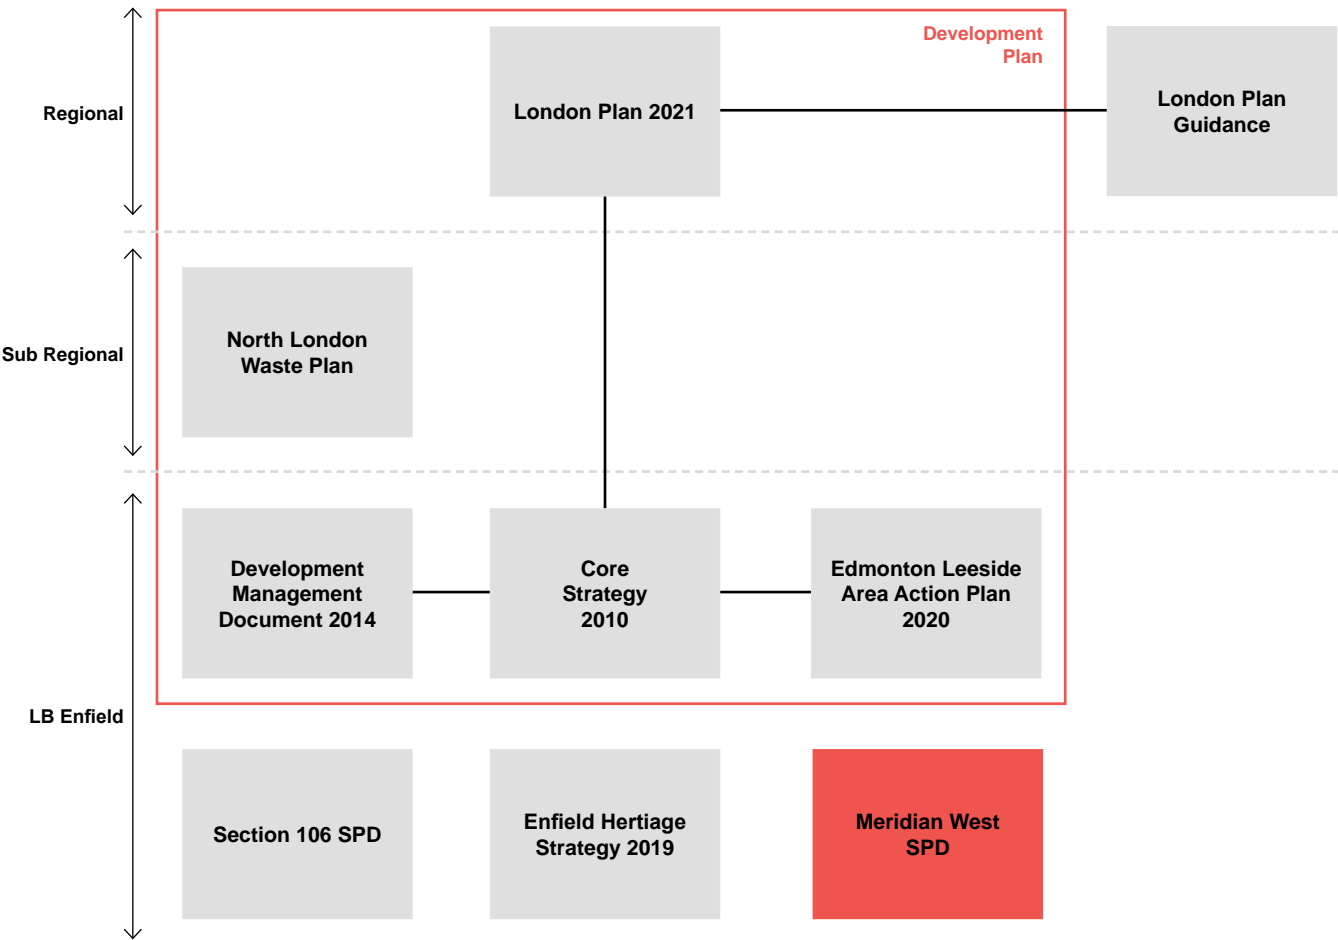 Development
Plan
Regional
London Plan 2021
London Plan
Guidance
Sub Regional
North London
Waste Plan
LB Enfield
Development
Management
Document 2014
Core
Strategy
2010
Edmonton Leeside
Area Action Plan
2020
Section 106 SPD
Enfield Hertiage
Strategy 2019
Meridian West
SPD